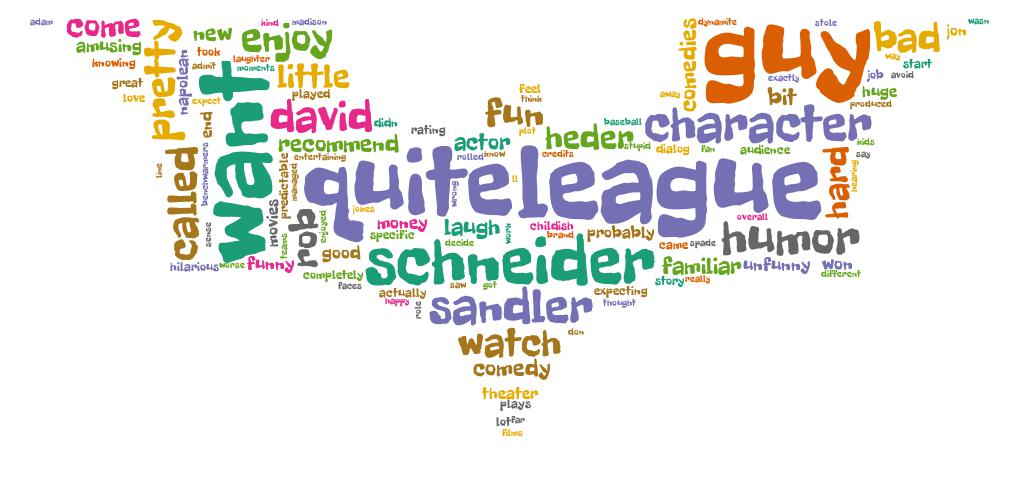 adam
come
kind
madison
amusing
new
enjoy
knowing
pretty
took
laughter
admit
moments
great
napolean
little
love
expect
played
want
end
david
didn
called
recommend
entertaining
line
benchwarmers
predictable
managed
sense
movies
teams
rob
enjoyed
good
hilarious
worse
funny
completely
faces
comedies
dynamite
guy
stole
bad
jon
wasn
way
start
exactly
job
avoid
away
bit
huge
produced
feel
think
fun
plot
rating
actor
rolled
know
heder
baseball
stupid
credits
character
dialog
fan
audience
kids
say
hard
hearing
quite
league
wrong
ll
jokes
money
specific
laugh
decide
work
childish
brand
probably
overall
came
spade
humor
schneider
familiar
unfunny
won
different
story
really
actually
saw
got
expecting
thought
happy
role
sandler
watch
don
comedy
theater
plays
lot
far
films